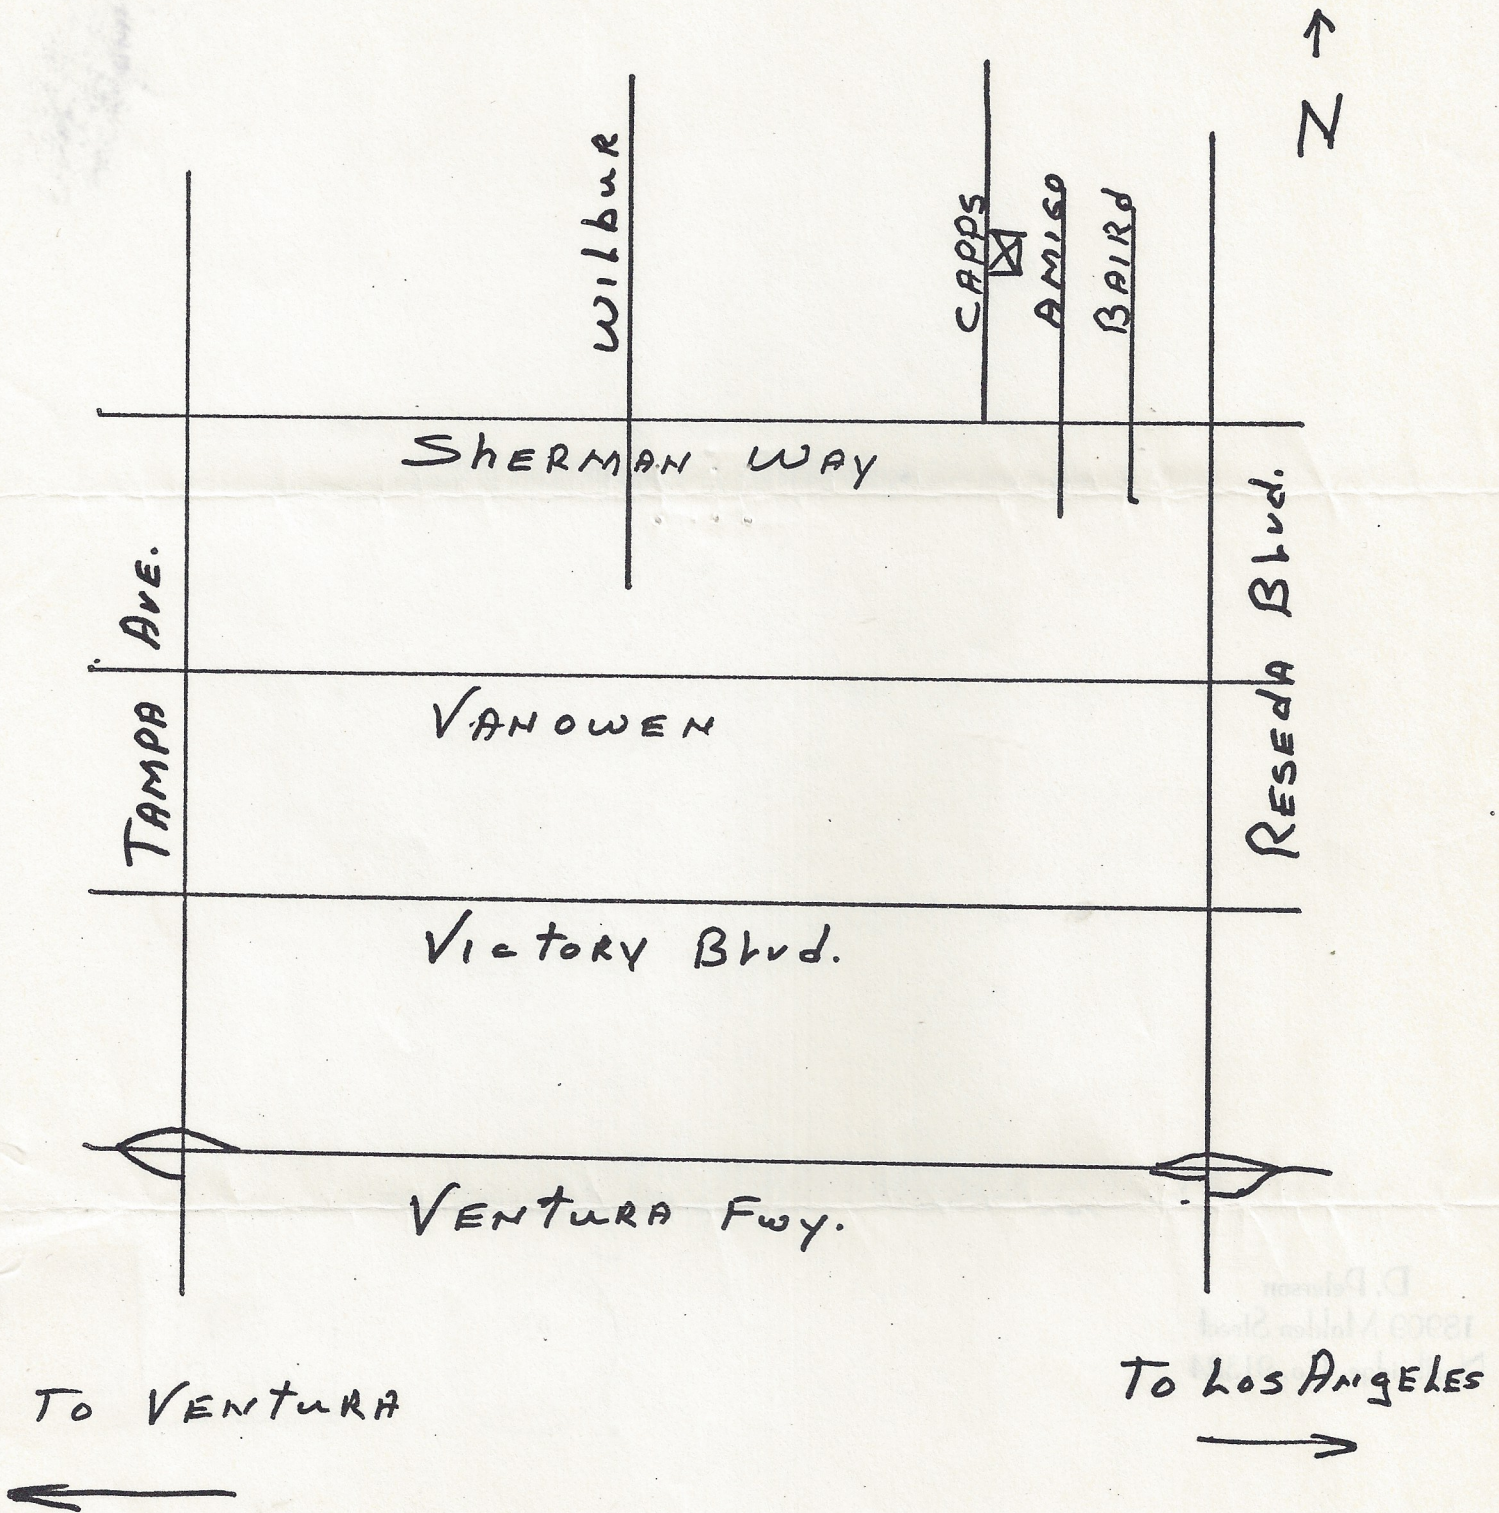 N
Wilbur
CAPPS
AMIGO
BAIRd
ShERMAN WAY
TAMPA AVE.
RESEdA BLvd.
VANOWEN
VictORY BLvd.
VENtuRA Fwy.
To VENtuRA
To Los ANgELES
D. Peterson